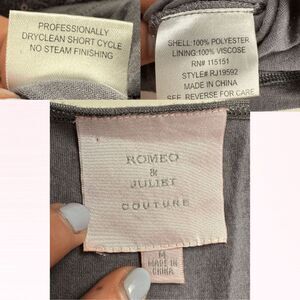 PROFESSIONALLY
DRYCLEAN SHORT CYCLE
NO STEAM FINISHING
SHELL: 100% POLYESTER
LINING: 100% VISCOSE
RN# 115151
STYLE# RJ19592
MADE IN CHINA
SEE REVERSE FOR CARE
ROMEO
&
JULIET
COUTURE
M
MADE IN
CHINA